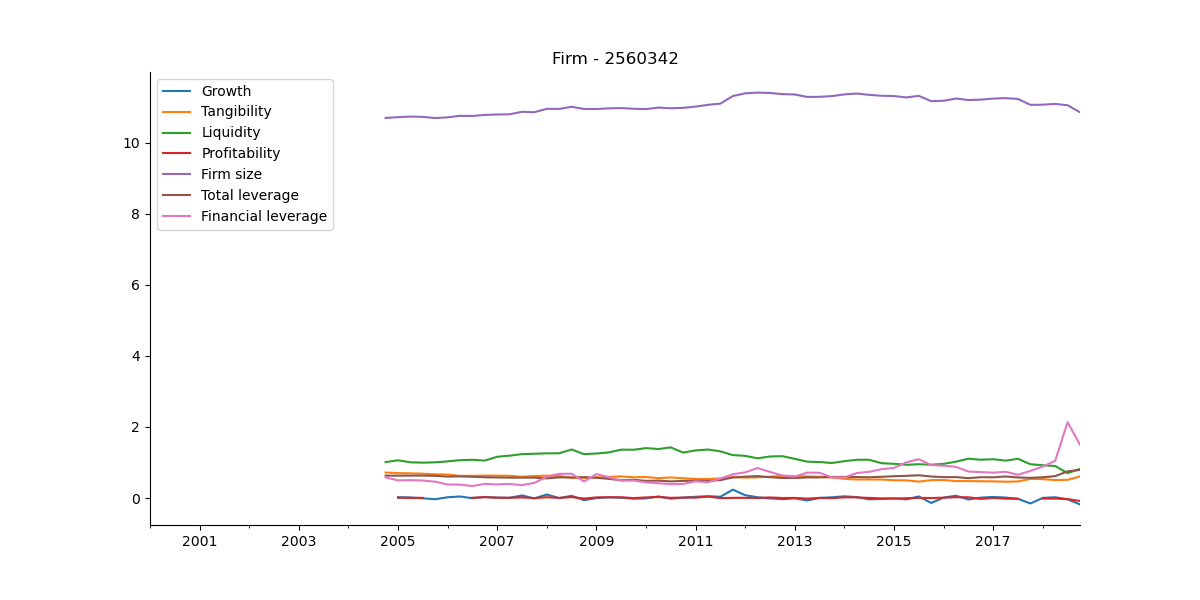 Firm - 2560342
Growth
Tangibility
Liquidity
Profitability
Firm size
Total leverage
Financial leverage
10
8
6
4
2
0
2001 2003 2005 2007 2009 2011 2013 2015 2017